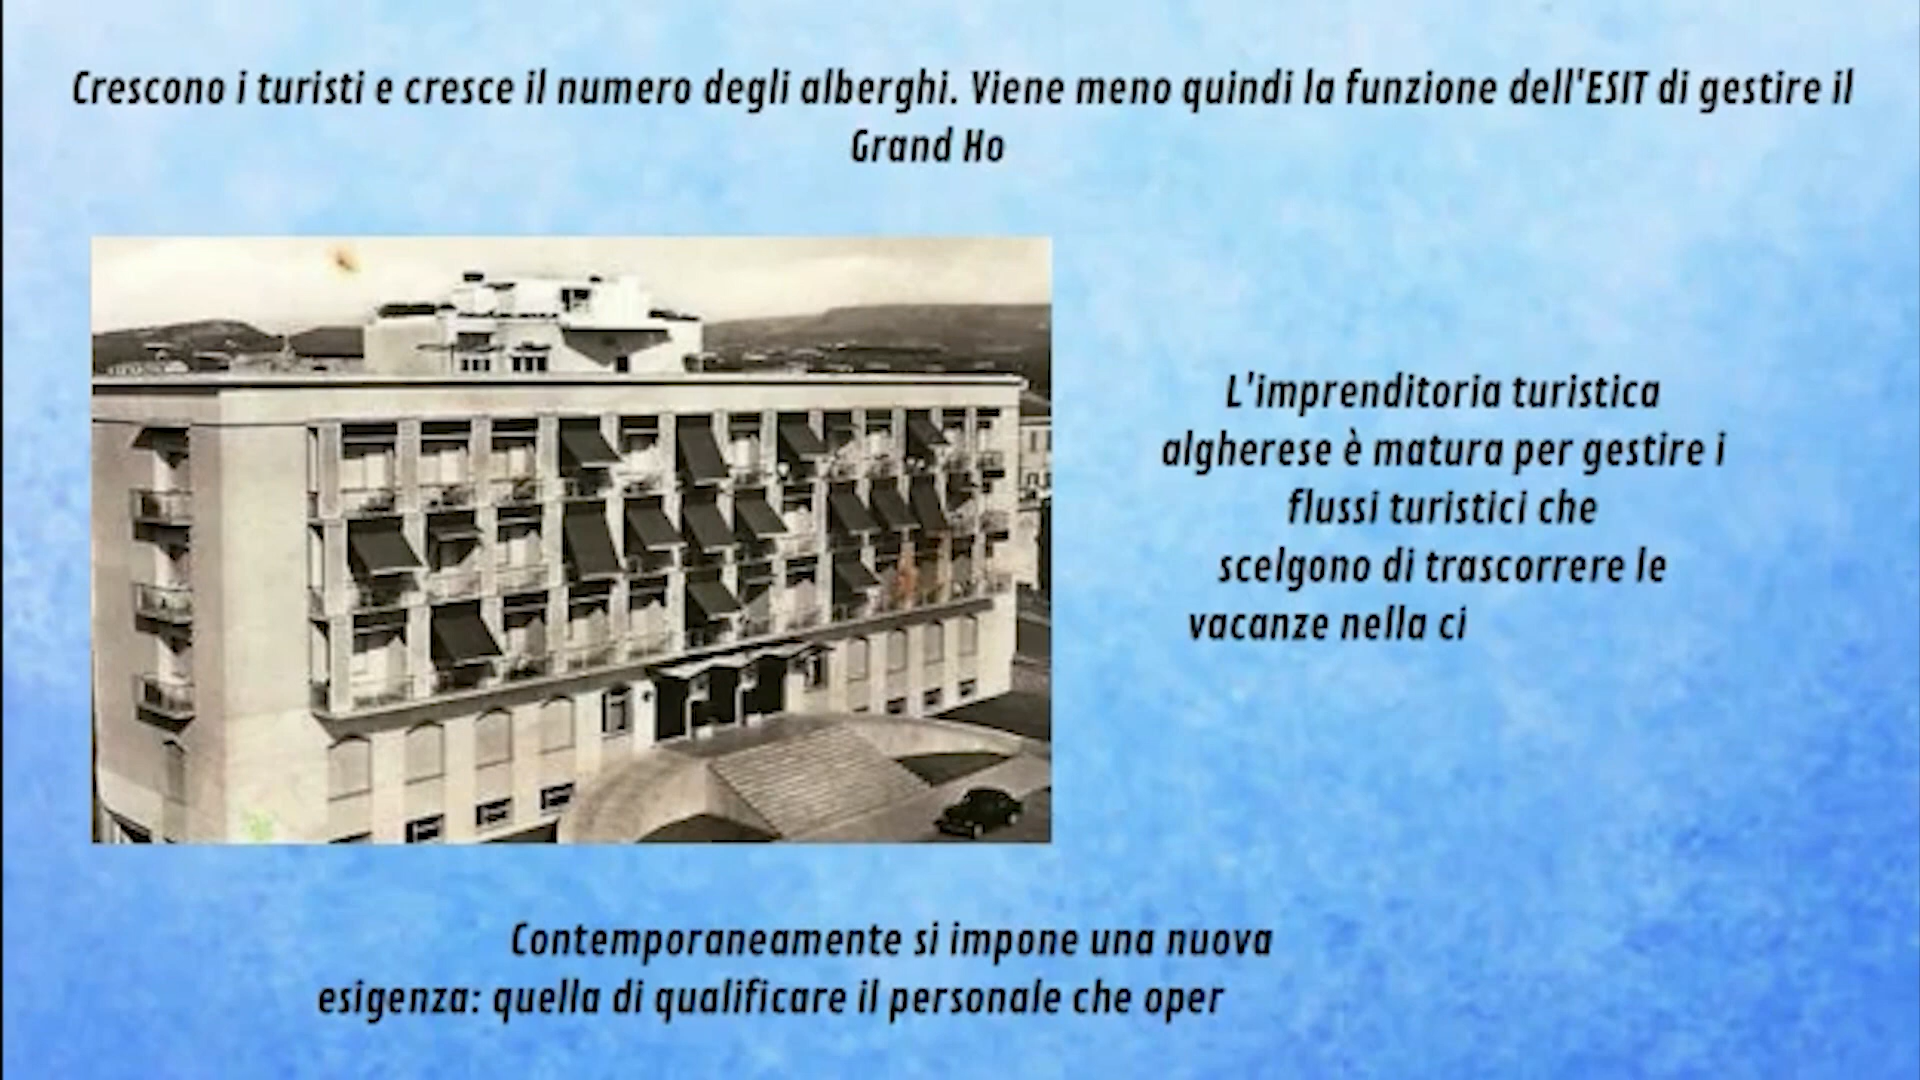 Crescono i turisti e cresce il numero degli alberghi. Viene meno quindi la funzione dell'ESIT di gestire il
Grand Ho
L'imprenditoria turistica
algherese è matura per gestire i
flussi turistici che
scelgono di trascorrere le
vacanze nella ci
Contemporaneamente si impone una nuova
esigenza: quella di qualificare il personale che oper